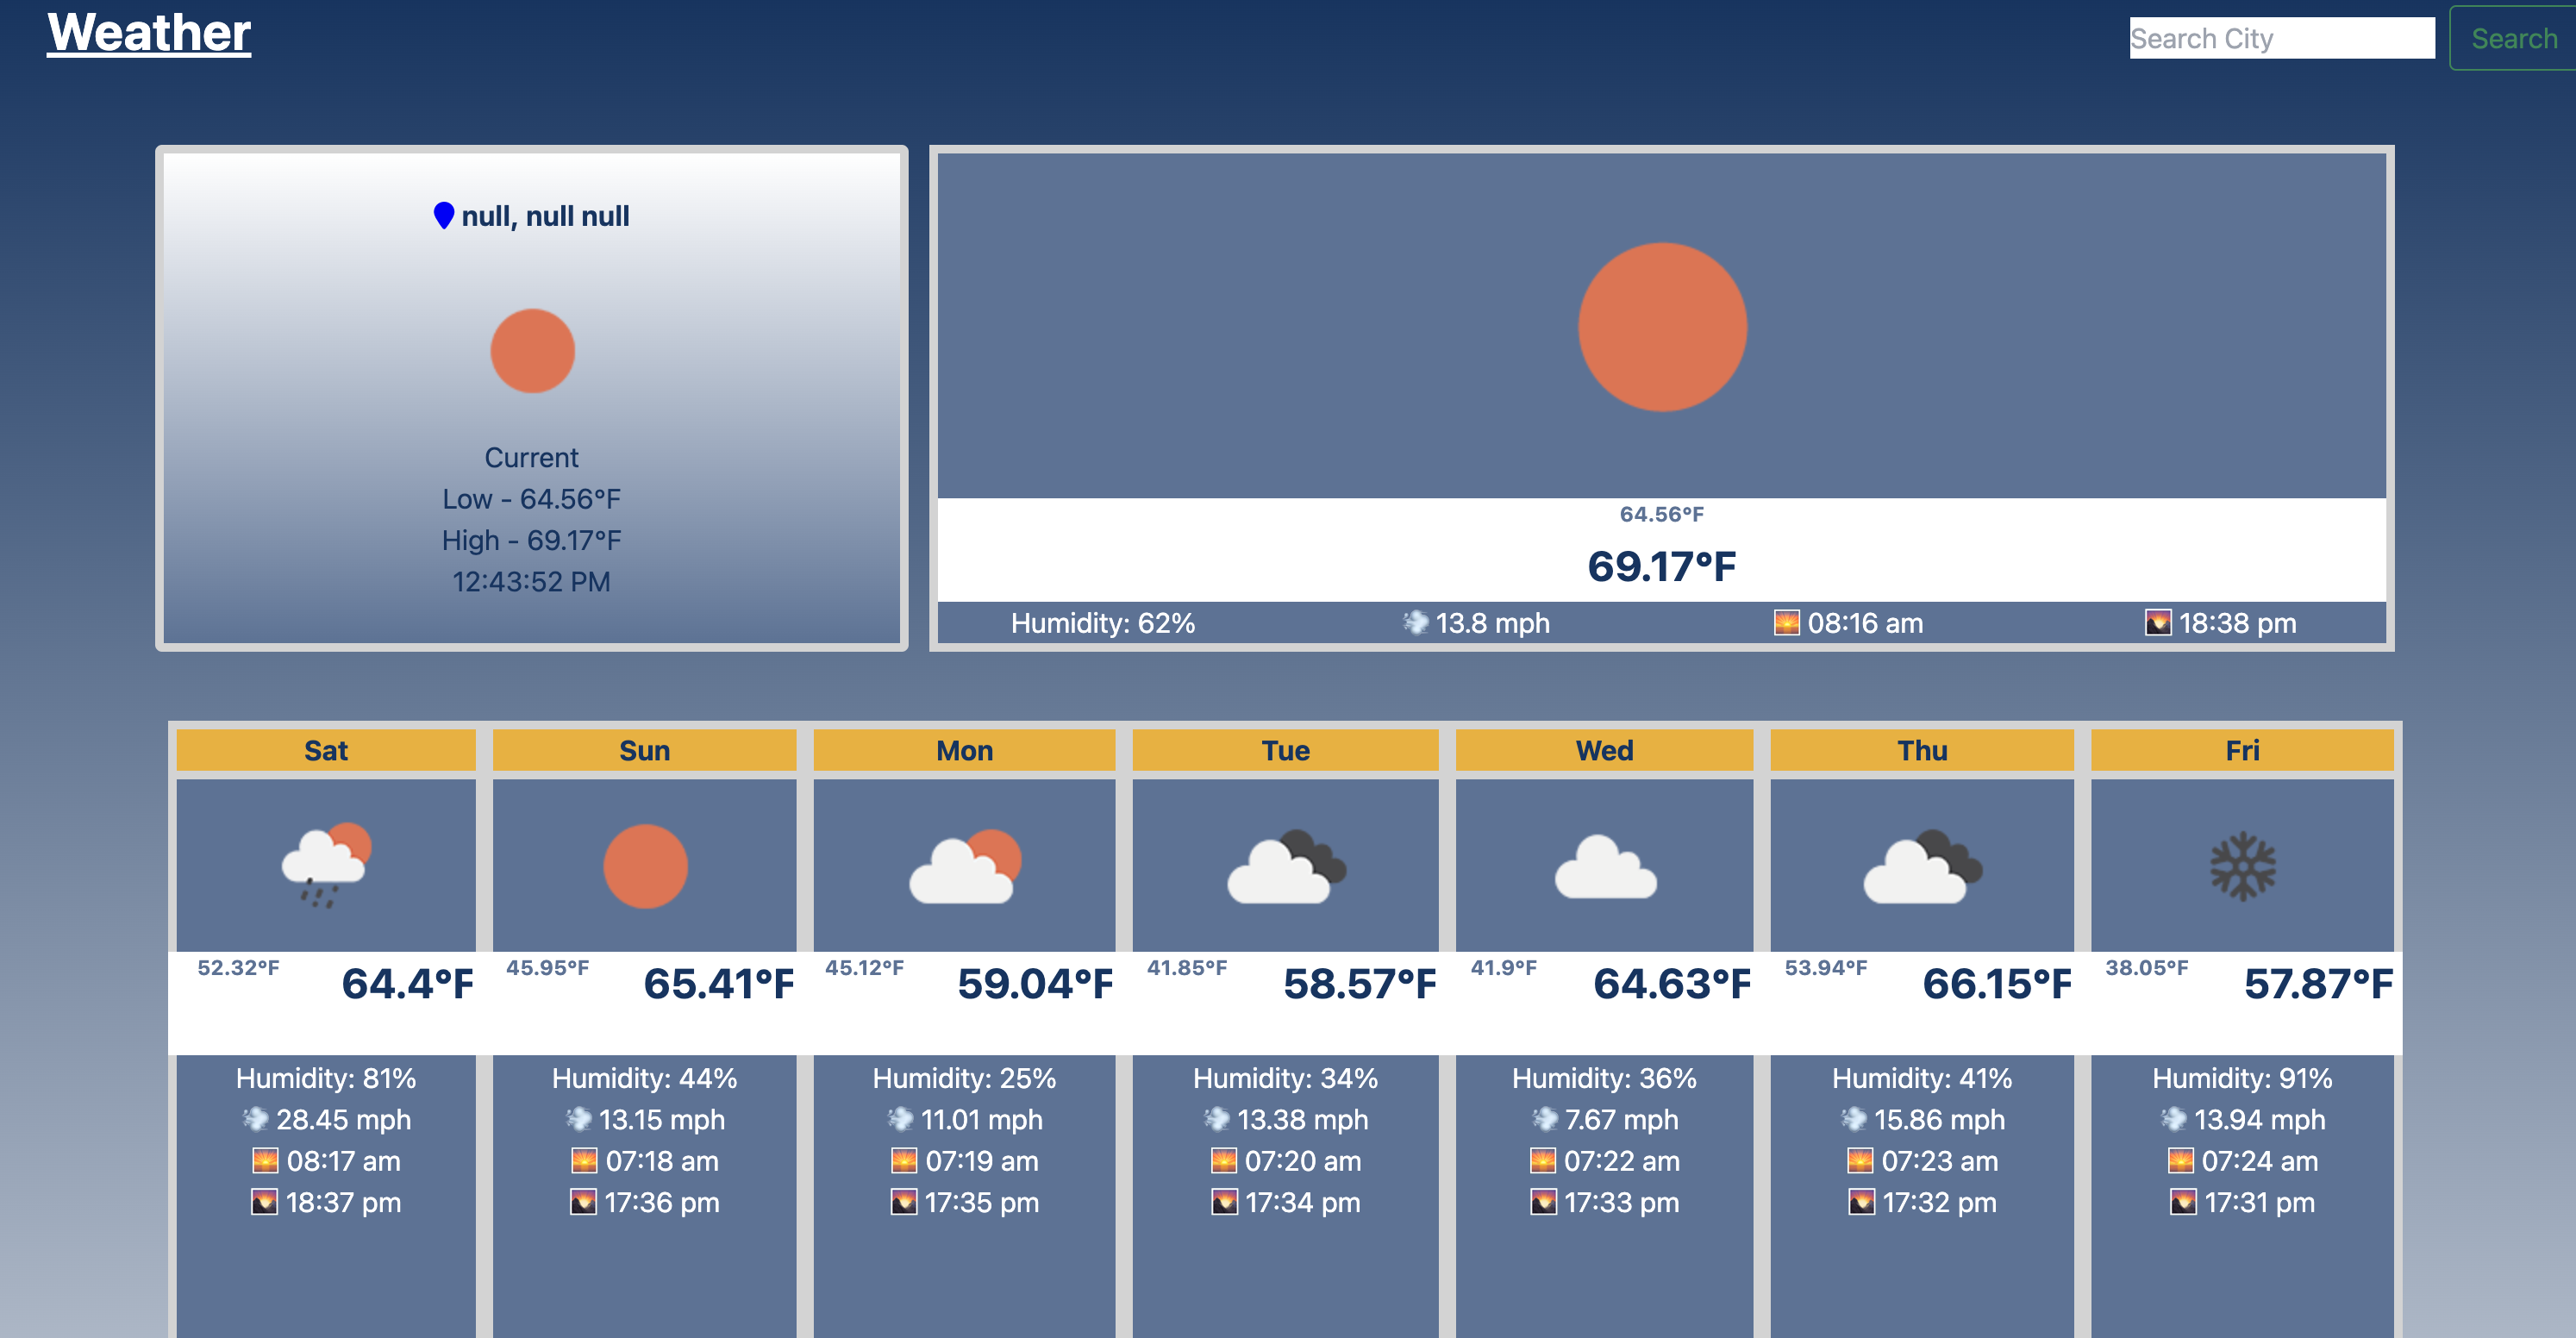 Weather
Search City
Search
null, null null
Current
Low - 64.56°F
High - 69.17°F
12:43:52 PM
64.56°F
69.17°F
Humidity: 62%
13.8 mph
08:16 am
18:38 pm
Sat
Sun
Mon
Tue
Wed
Thu
Fri
52.32°F 64.4°F
45.95°F 65.41°F
45.12°F 59.04°F
41.85°F 58.57°F
41.9°F 64.63°F
53.94°F 66.15°F
38.05°F 57.87°F
Humidity: 81%
28.45 mph
08:17 am
18:37 pm
Humidity: 44%
13.15 mph
07:18 am
17:36 pm
Humidity: 25%
11.01 mph
07:19 am
17:35 pm
Humidity: 34%
13.38 mph
07:20 am
17:34 pm
Humidity: 36%
7.67 mph
07:22 am
17:33 pm
Humidity: 41%
15.86 mph
07:23 am
17:32 pm
Humidity: 91%
13.94 mph
07:24 am
17:31 pm